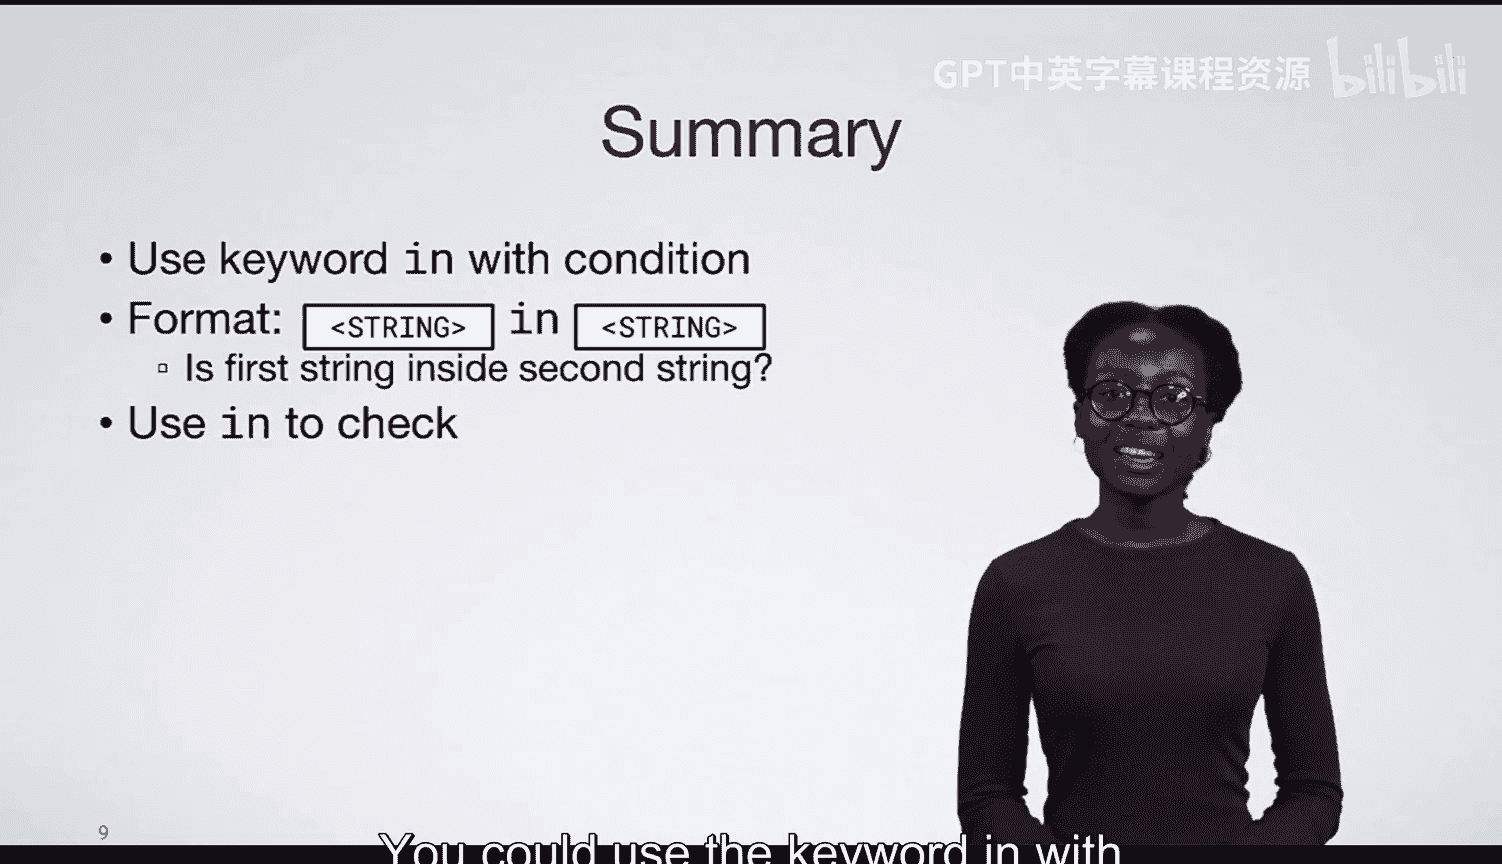 GPT中英字幕课程资源 bilibili
Summary
• Use keyword in with condition
• Format: <STRING> in <STRING>
▫ Is first string inside second string?
• Use in to check
9
You could use the keyword in with